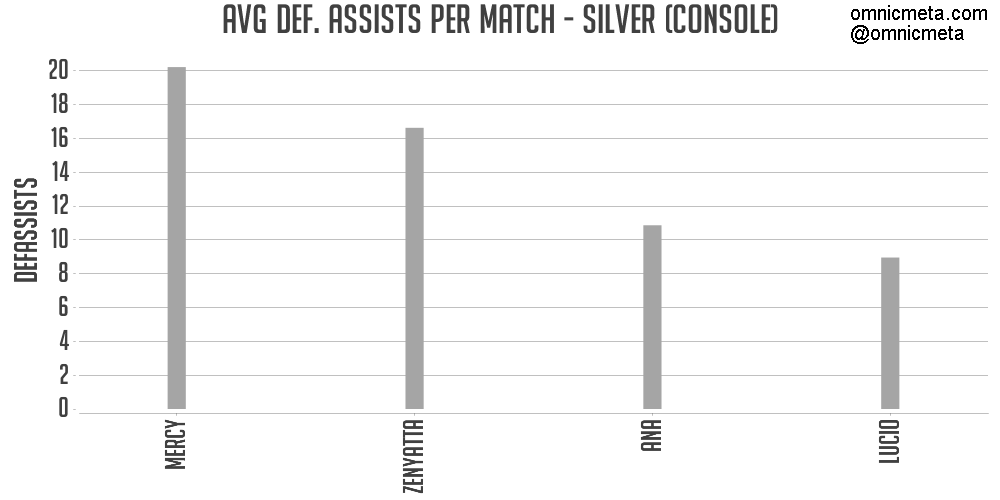 AVG DEF. ASSISTS PER MATCH - SILVER (CONSOLE)
omnicmeta.com
@omnicmeta
DEFASSISTS
20
18
16
14
12
10
8
6
4
2
0
MERCY
ZENYATTA
ANA
LUCIO